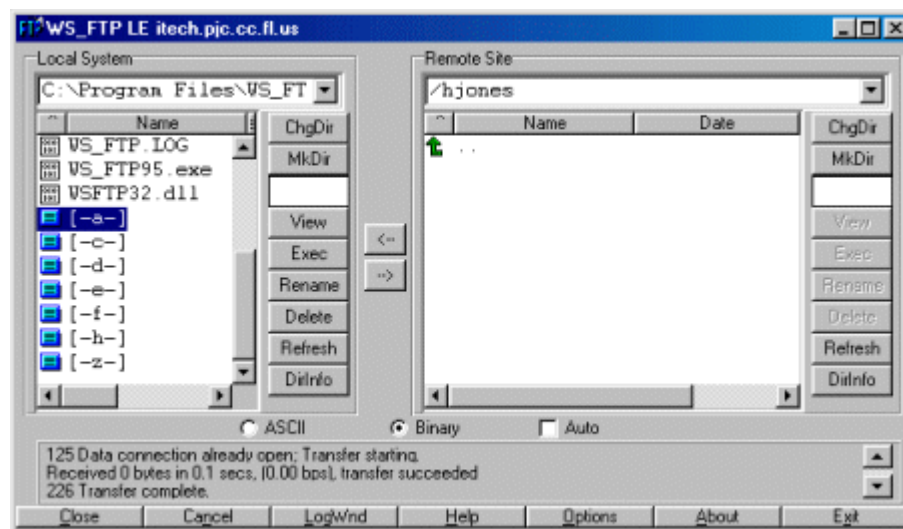 WS_FTP LE itech.pjc.cc.fl.us
Local System
C:\Program Files\WS_FT
^ Name
WS_FTP.LOG
WS_FTP95.exe
WSFTP32.dll
[-a-]
[-c-]
[-d-]
[-e-]
[-f-]
[-h-]
[-z-]
ChgDir
MkDir
View
Exec
Rename
Delete
Refresh
DirInfo
<--
-->
Remote Site
/hjones
^ Name Date
..
ChgDir
MkDir
View
Exec
Rename
Delete
Refresh
DirInfo
ASCII Binary Auto
125 Data connection already open; Transfer starting.
Received 0 bytes in 0.1 secs, (0.00 bps), transfer succeeded
226 Transfer complete.
Close Cancel LogWnd Help Options About Exit